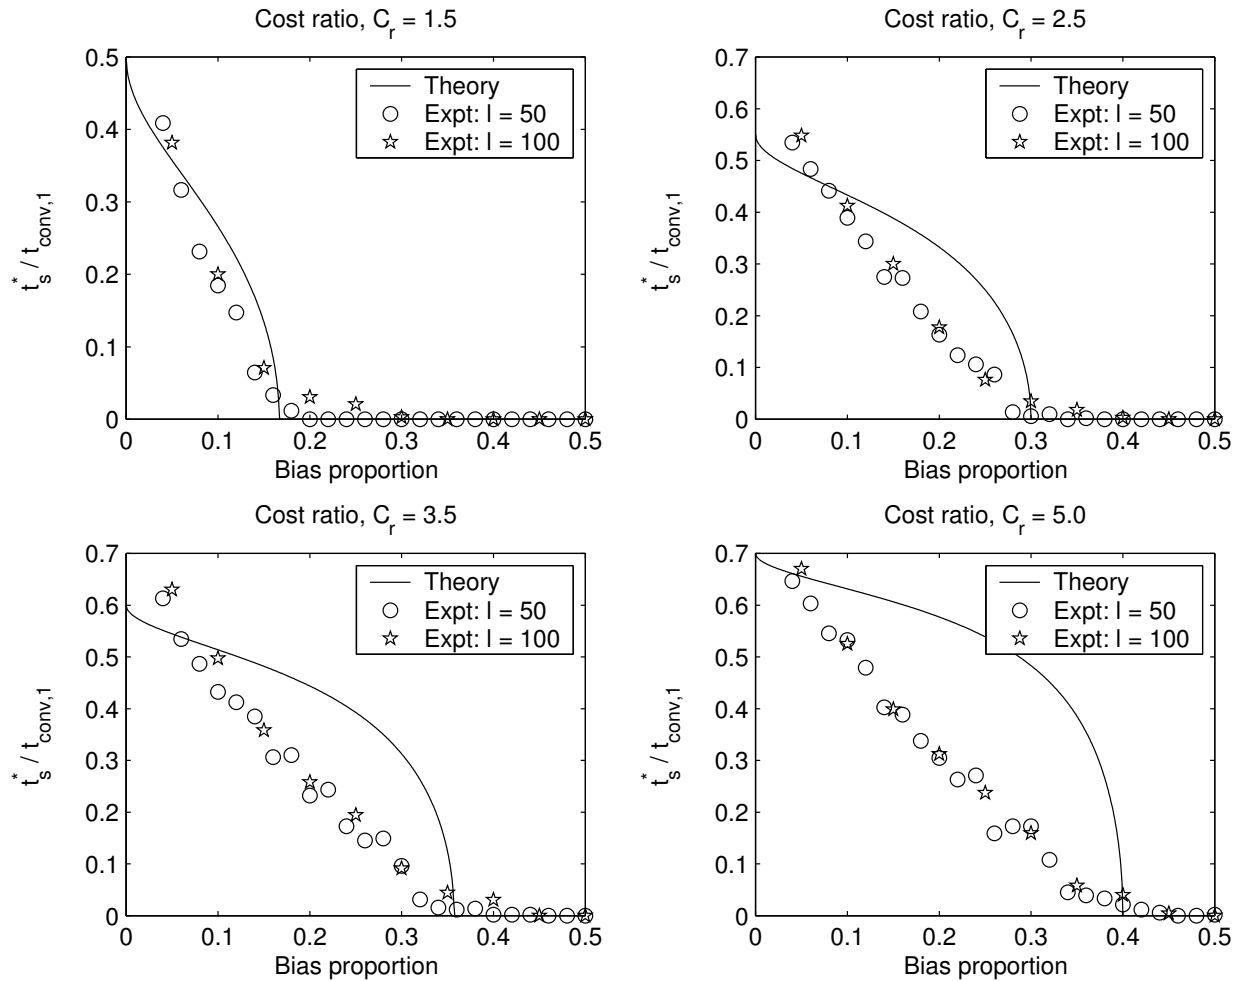 Cost ratio, C_r = 1.5
0.5
0.4
0.3
0.2
0.1
0
t_s^* / t_conv,1
Theory
Expt: l = 50
Expt: l = 100
0 0.1 0.2 0.3 0.4 0.5
Bias proportion
Cost ratio, C_r = 2.5
0.7
0.6
0.5
0.4
0.3
0.2
0.1
0
t_s^* / t_conv,1
Theory
Expt: l = 50
Expt: l = 100
0 0.1 0.2 0.3 0.4 0.5
Bias proportion
Cost ratio, C_r = 3.5
0.7
0.6
0.5
0.4
0.3
0.2
0.1
0
t_s^* / t_conv,1
Theory
Expt: l = 50
Expt: l = 100
0 0.1 0.2 0.3 0.4 0.5
Bias proportion
Cost ratio, C_r = 5.0
0.7
0.6
0.5
0.4
0.3
0.2
0.1
0
t_s^* / t_conv,1
Theory
Expt: l = 50
Expt: l = 100
0 0.1 0.2 0.3 0.4 0.5
Bias proportion